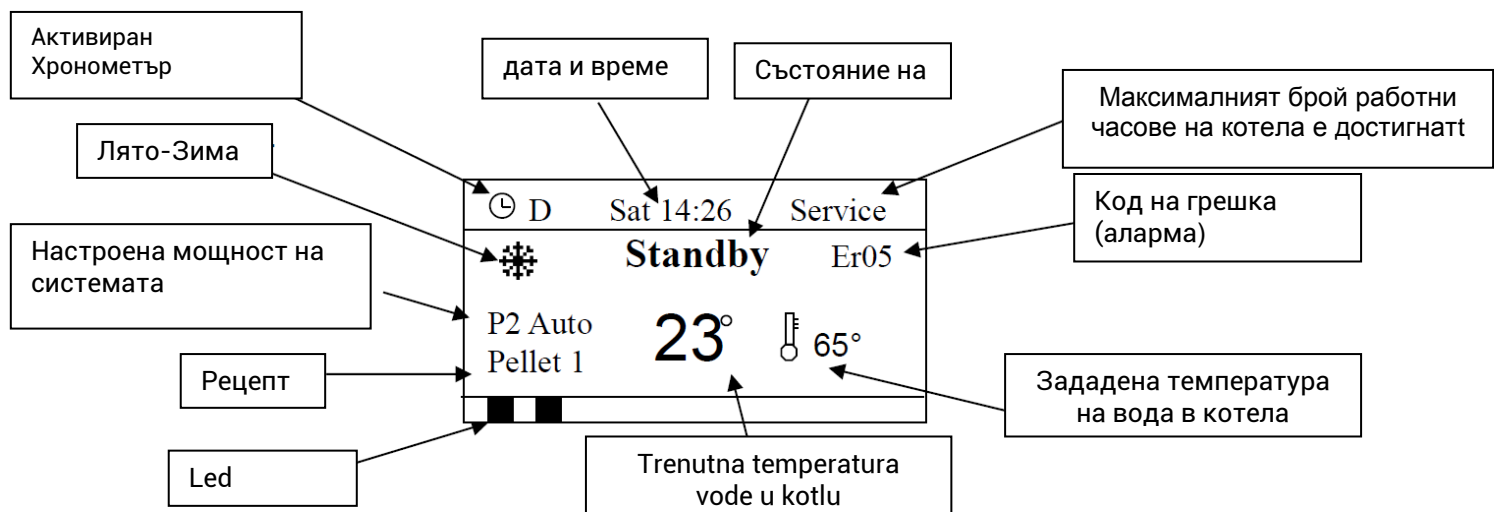 Активиран
Хронометър
дата и време
Състояние на
Максималният брой работни
часове на котела е достигнатt
Лято-Зима
Код на грешка
(аларма)
Настроена мощност на
системата
D Sat 14:26 Service
Standby Er05
P2 Auto 23° 65°
Pellet 1
Рецепт
Зададена температура
на вода в котела
Led
Trenutna temperatura
vode u kotlu